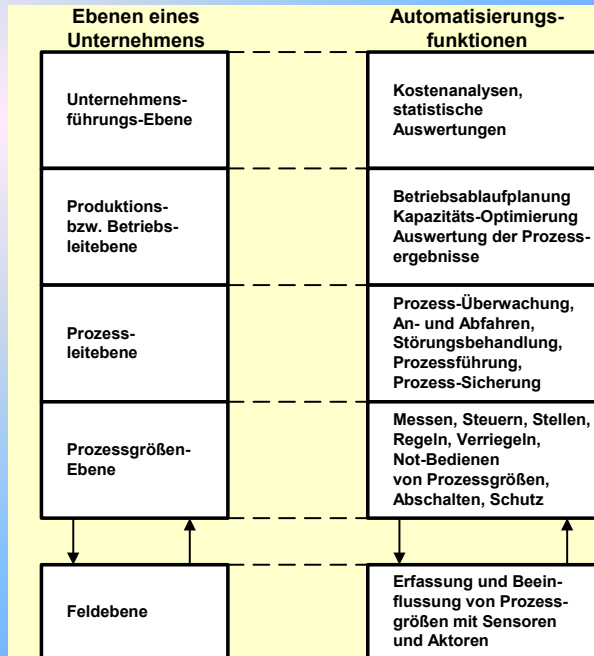 Ebenen eines
Unternehmens
Automatisierungs-
funktionen
Unternehmens-
führungs-Ebene
Kostenanalysen,
statistische
Auswertungen
Produktions-
bzw. Betriebs-
leitebene
Betriebsablaufplanung
Kapazitäts-Optimierung
Auswertung der Prozess-
ergebnisse
Prozess-
leitebene
Prozess-Überwachung,
An- und Abfahren,
Störungsbehandlung,
Prozessführung,
Prozess-Sicherung
Prozessgrößen-
Ebene
Messen, Steuern, Stellen,
Regeln, Verriegeln,
Not-Bedienen
von Prozessgrößen,
Abschalten, Schutz
Feldebene
Erfassung und Beein-
flussung von Prozess-
größen mit Sensoren
und Aktoren